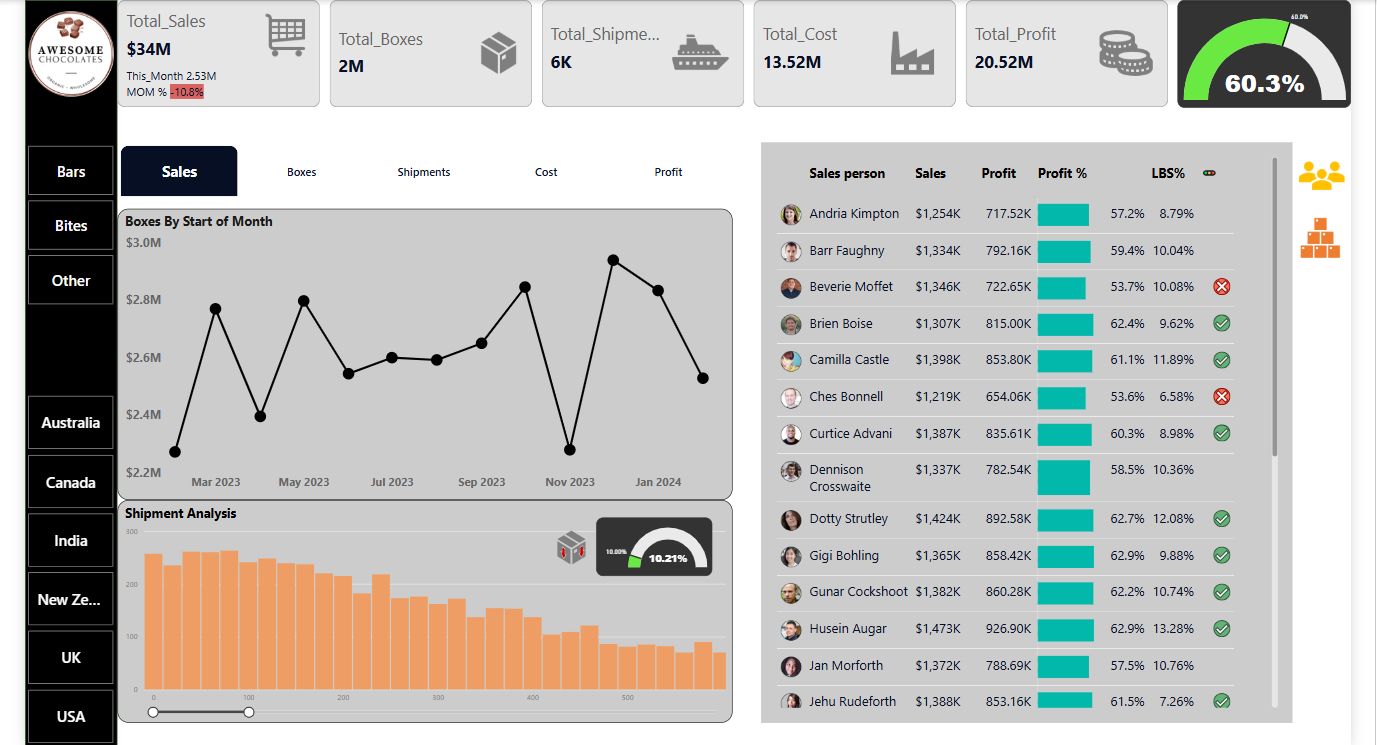 AWESOME
CHOCOLATES
ORGANIC • WHOLESOME
Total_Sales
$34M
This_Month 2.53M
MOM % -10.8%
Total_Boxes
2M
Total_Shipme...
6K
Total_Cost
13.52M
Total_Profit
20.52M
60.0%
60.3%
Bars
Bites
Other
Australia
Canada
India
New Ze...
UK
USA
Sales Boxes Shipments Cost Profit
Boxes By Start of Month
$3.0M
$2.8M
$2.6M
$2.4M
$2.2M
Mar 2023 May 2023 Jul 2023 Sep 2023 Nov 2023 Jan 2024
Shipment Analysis
10.00%
10.21%
300
200
100
0
0 100 200 300 400 500
Sales person Sales Profit Profit % LBS%
Andria Kimpton $1,254K 717.52K 57.2% 8.79%
Barr Faughny $1,334K 792.16K 59.4% 10.04%
Beverie Moffet $1,346K 722.65K 53.7% 10.08%
Brien Boise $1,307K 815.00K 62.4% 9.62%
Camilla Castle $1,398K 853.80K 61.1% 11.89%
Ches Bonnell $1,219K 654.06K 53.6% 6.58%
Curtice Advani $1,387K 835.61K 60.3% 8.98%
Dennison $1,337K 782.54K 58.5% 10.36%
Crosswaite
Dotty Strutley $1,424K 892.58K 62.7% 12.08%
Gigi Bohling $1,365K 858.42K 62.9% 9.88%
Gunar Cockshoot $1,382K 860.28K 62.2% 10.74%
Husein Augar $1,473K 926.90K 62.9% 13.28%
Jan Morforth $1,372K 788.69K 57.5% 10.76%
Jehu Rudeforth $1,388K 853.16K 61.5% 7.26%